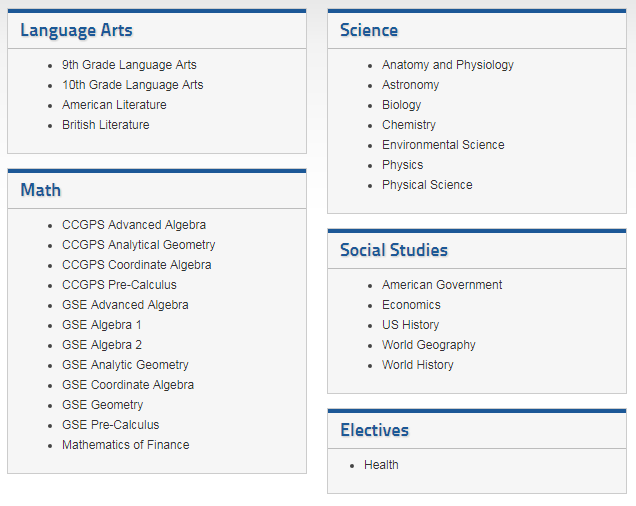 Language Arts
9th Grade Language Arts
10th Grade Language Arts
American Literature
British Literature
Math
CCGPS Advanced Algebra
CCGPS Analytical Geometry
CCGPS Coordinate Algebra
CCGPS Pre-Calculus
GSE Advanced Algebra
GSE Algebra 1
GSE Algebra 2
GSE Analytic Geometry
GSE Coordinate Algebra
GSE Geometry
GSE Pre-Calculus
Mathematics of Finance
Science
Anatomy and Physiology
Astronomy
Biology
Chemistry
Environmental Science
Physics
Physical Science
Social Studies
American Government
Economics
US History
World Geography
World History
Electives
Health